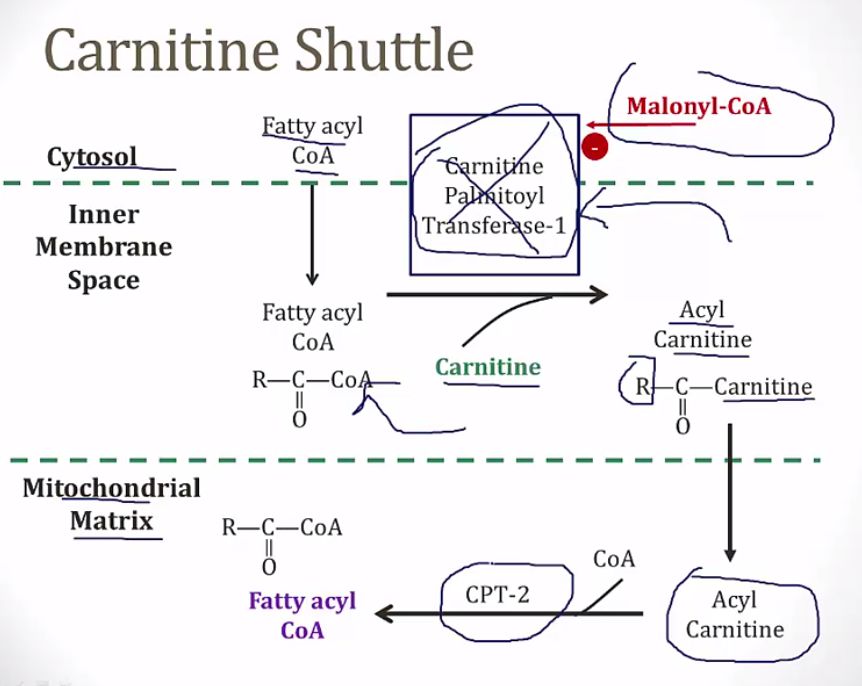 Carnitine Shuttle
Malonyl-CoA
-
Fatty acyl
CoA
Cytosol
Carnitine
Palmitoyl
Transferase-1
Inner
Membrane
Space
Fatty acyl
CoA
Acyl
Carnitine
Carnitine
R—C—CoA
O
R—C—Carnitine
O
Mitochondrial
Matrix
R—C—CoA
O
CoA
CPT-2
Fatty acyl
CoA
Acyl
Carnitine